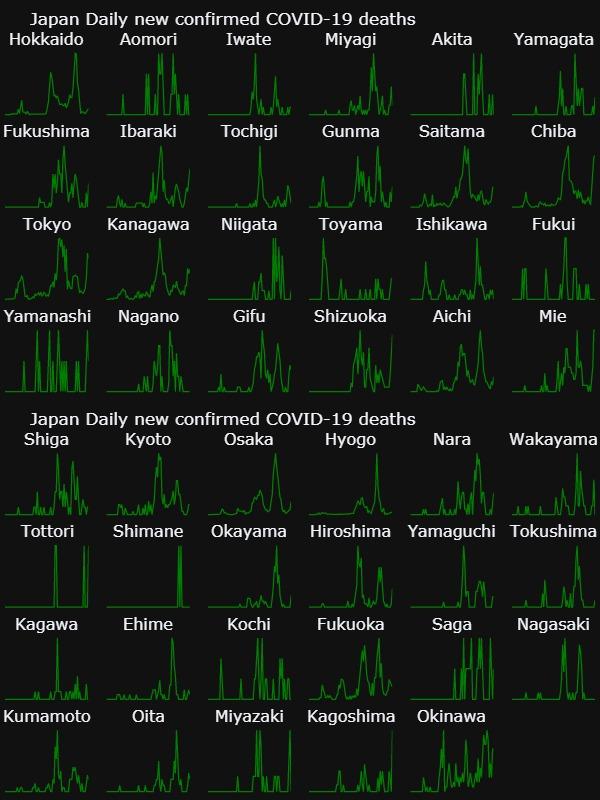 Japan Daily new confirmed COVID-19 deaths
Hokkaido Aomori Iwate Miyagi Akita Yamagata
Fukushima Ibaraki Tochigi Gunma Saitama Chiba
Tokyo Kanagawa Niigata Toyama Ishikawa Fukui
Yamanashi Nagano Gifu Shizuoka Aichi Mie
Japan Daily new confirmed COVID-19 deaths
Shiga Kyoto Osaka Hyogo Nara Wakayama
Tottori Shimane Okayama Hiroshima Yamaguchi Tokushima
Kagawa Ehime Kochi Fukuoka Saga Nagasaki
Kumamoto Oita Miyazaki Kagoshima Okinawa